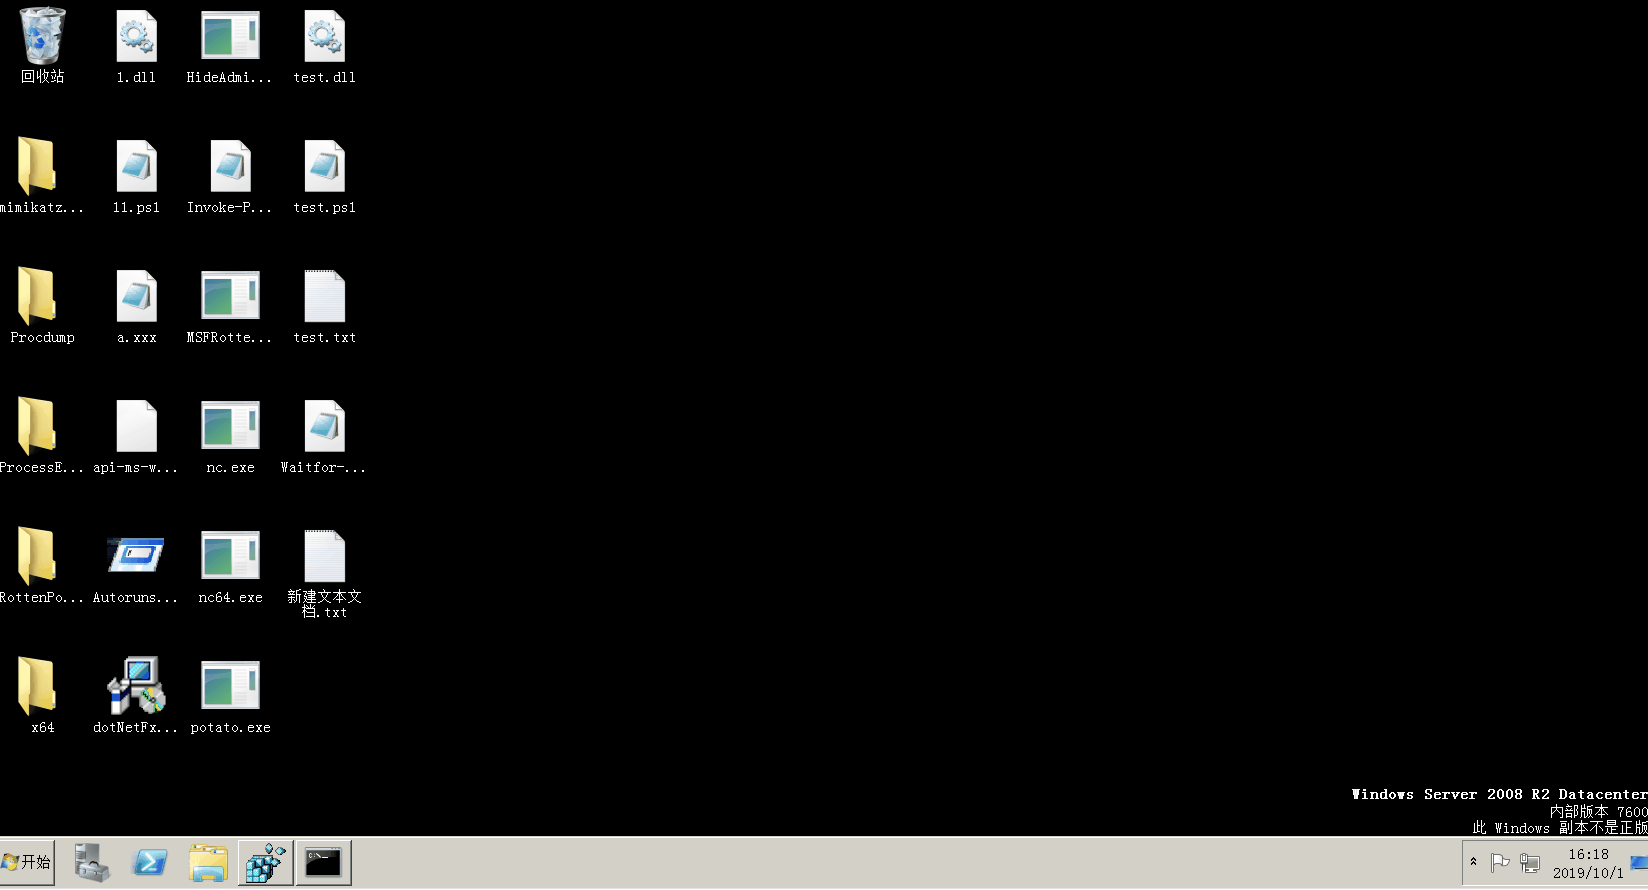 回收站
1.dll
HideAdmi...
test.dll
mimikatz...
11.ps1
Invoke-P...
test.ps1
Procdump
a.xxx
MSFRotte...
test.txt
ProcessE...
api-ms-w...
nc.exe
Waitfor-...
RottenPo...
Autoruns...
nc64.exe
新建文本文
档.txt
x64
dotNetFx...
potato.exe
Windows Server 2008 R2 Datacenter
内部版本 7600
此 Windows 副本不是正版
开始
C:\_
16:18
2019/10/1